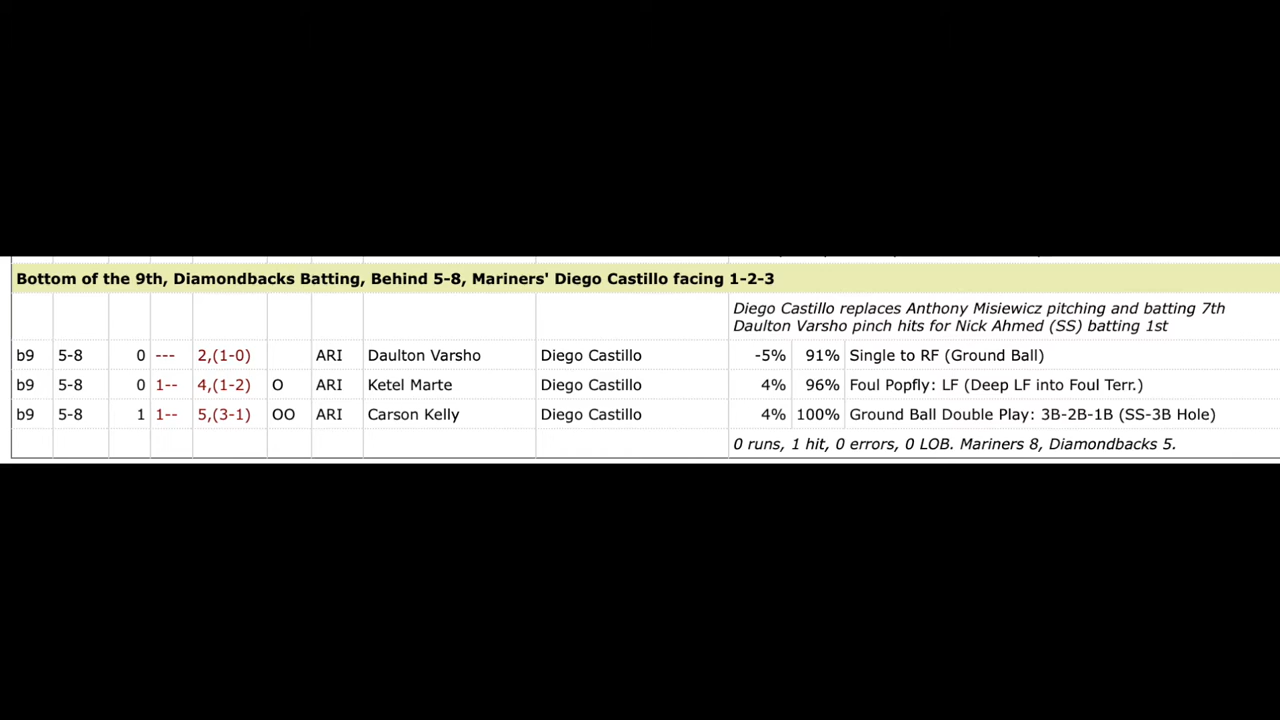 Bottom of the 9th, Diamondbacks Batting, Behind 5-8, Mariners' Diego Castillo facing 1-2-3
Diego Castillo replaces Anthony Misiewicz pitching and batting 7th
Daulton Varsho pinch hits for Nick Ahmed (SS) batting 1st
b9 5-8 0 --- 2,(1-0) ARI Daulton Varsho Diego Castillo -5% 91% Single to RF (Ground Ball)
b9 5-8 0 1-- 4,(1-2) O ARI Ketel Marte Diego Castillo 4% 96% Foul Popfly: LF (Deep LF into Foul Terr.)
b9 5-8 1 1-- 5,(3-1) OO ARI Carson Kelly Diego Castillo 4% 100% Ground Ball Double Play: 3B-2B-1B (SS-3B Hole)
0 runs, 1 hit, 0 errors, 0 LOB. Mariners 8, Diamondbacks 5.